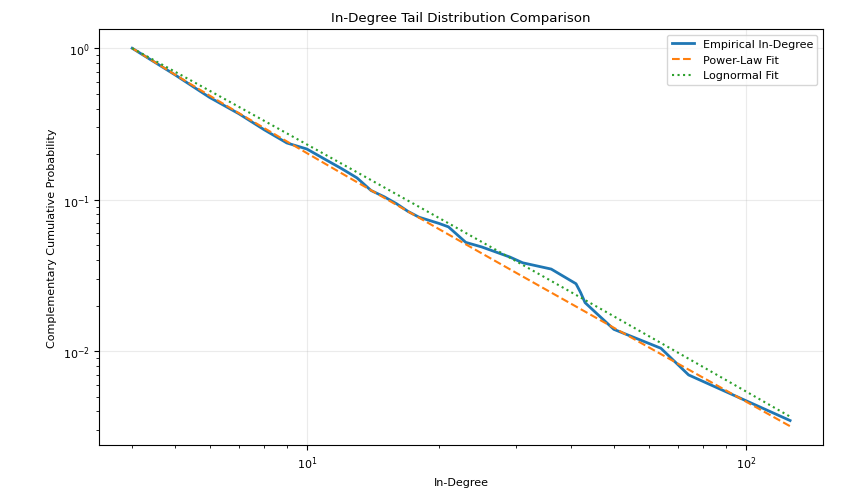 In-Degree Tail Distribution Comparison
Complementary Cumulative Probability
10⁰
10⁻¹
10⁻²
Empirical In-Degree
Power-Law Fit
Lognormal Fit
10¹
10²
In-Degree